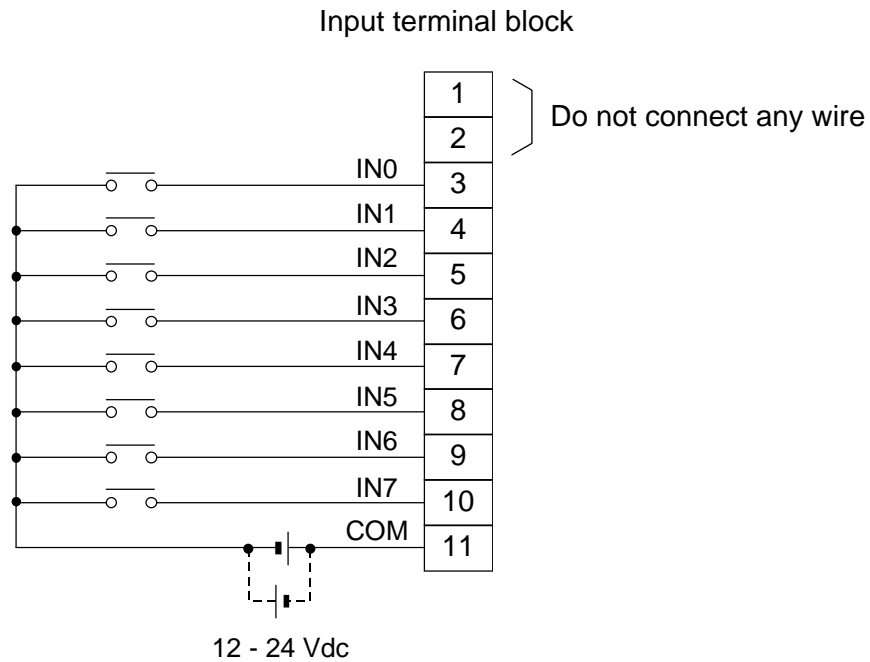 Input terminal block
1
Do not connect any wire
2
IN0
3
IN1
4
IN2
5
IN3
6
IN4
7
IN5
8
IN6
9
IN7
10
COM
11
12 - 24 Vdc